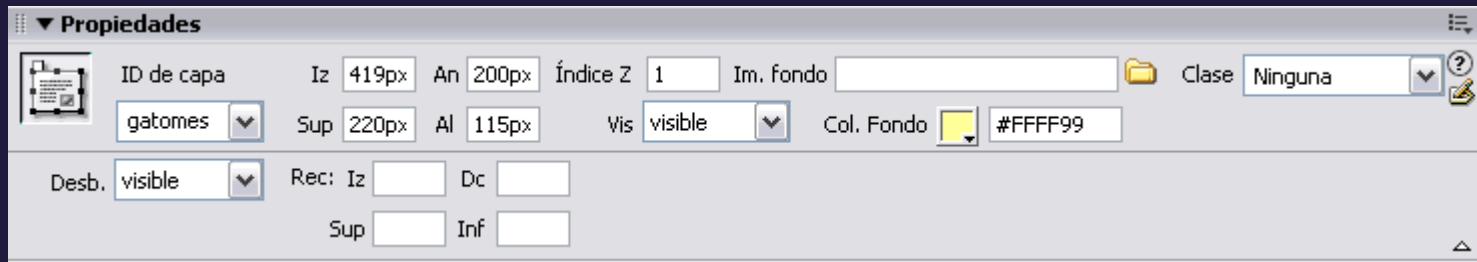 Propiedades
ID de capa Iz 419px An 200px Índice Z 1 Im. fondo Clase Ninguna
gatomes Sup 220px Al 115px Vis visible Col. Fondo #FFFF99
Desb. visible Rec: Iz Dc
Sup Inf